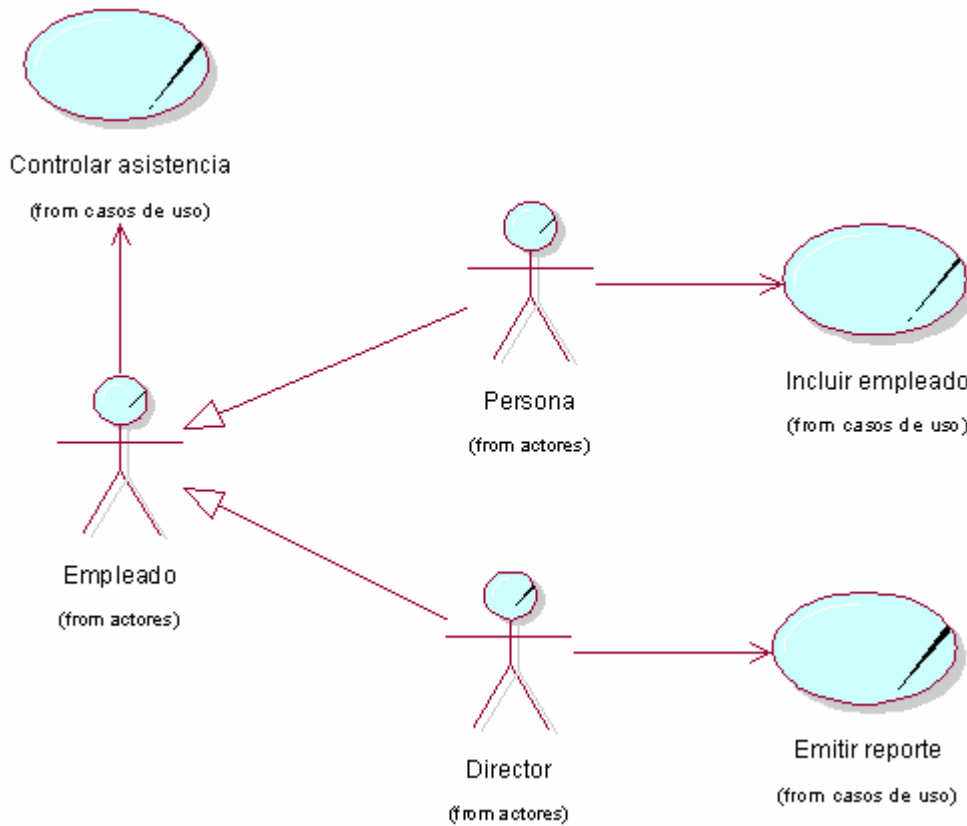 Controlar asistencia
(from casos de uso)
Persona
(from actores)
Incluir empleado
(from casos de uso)
Empleado
(from actores)
Director
(from actores)
Emitir reporte
(from casos de uso)